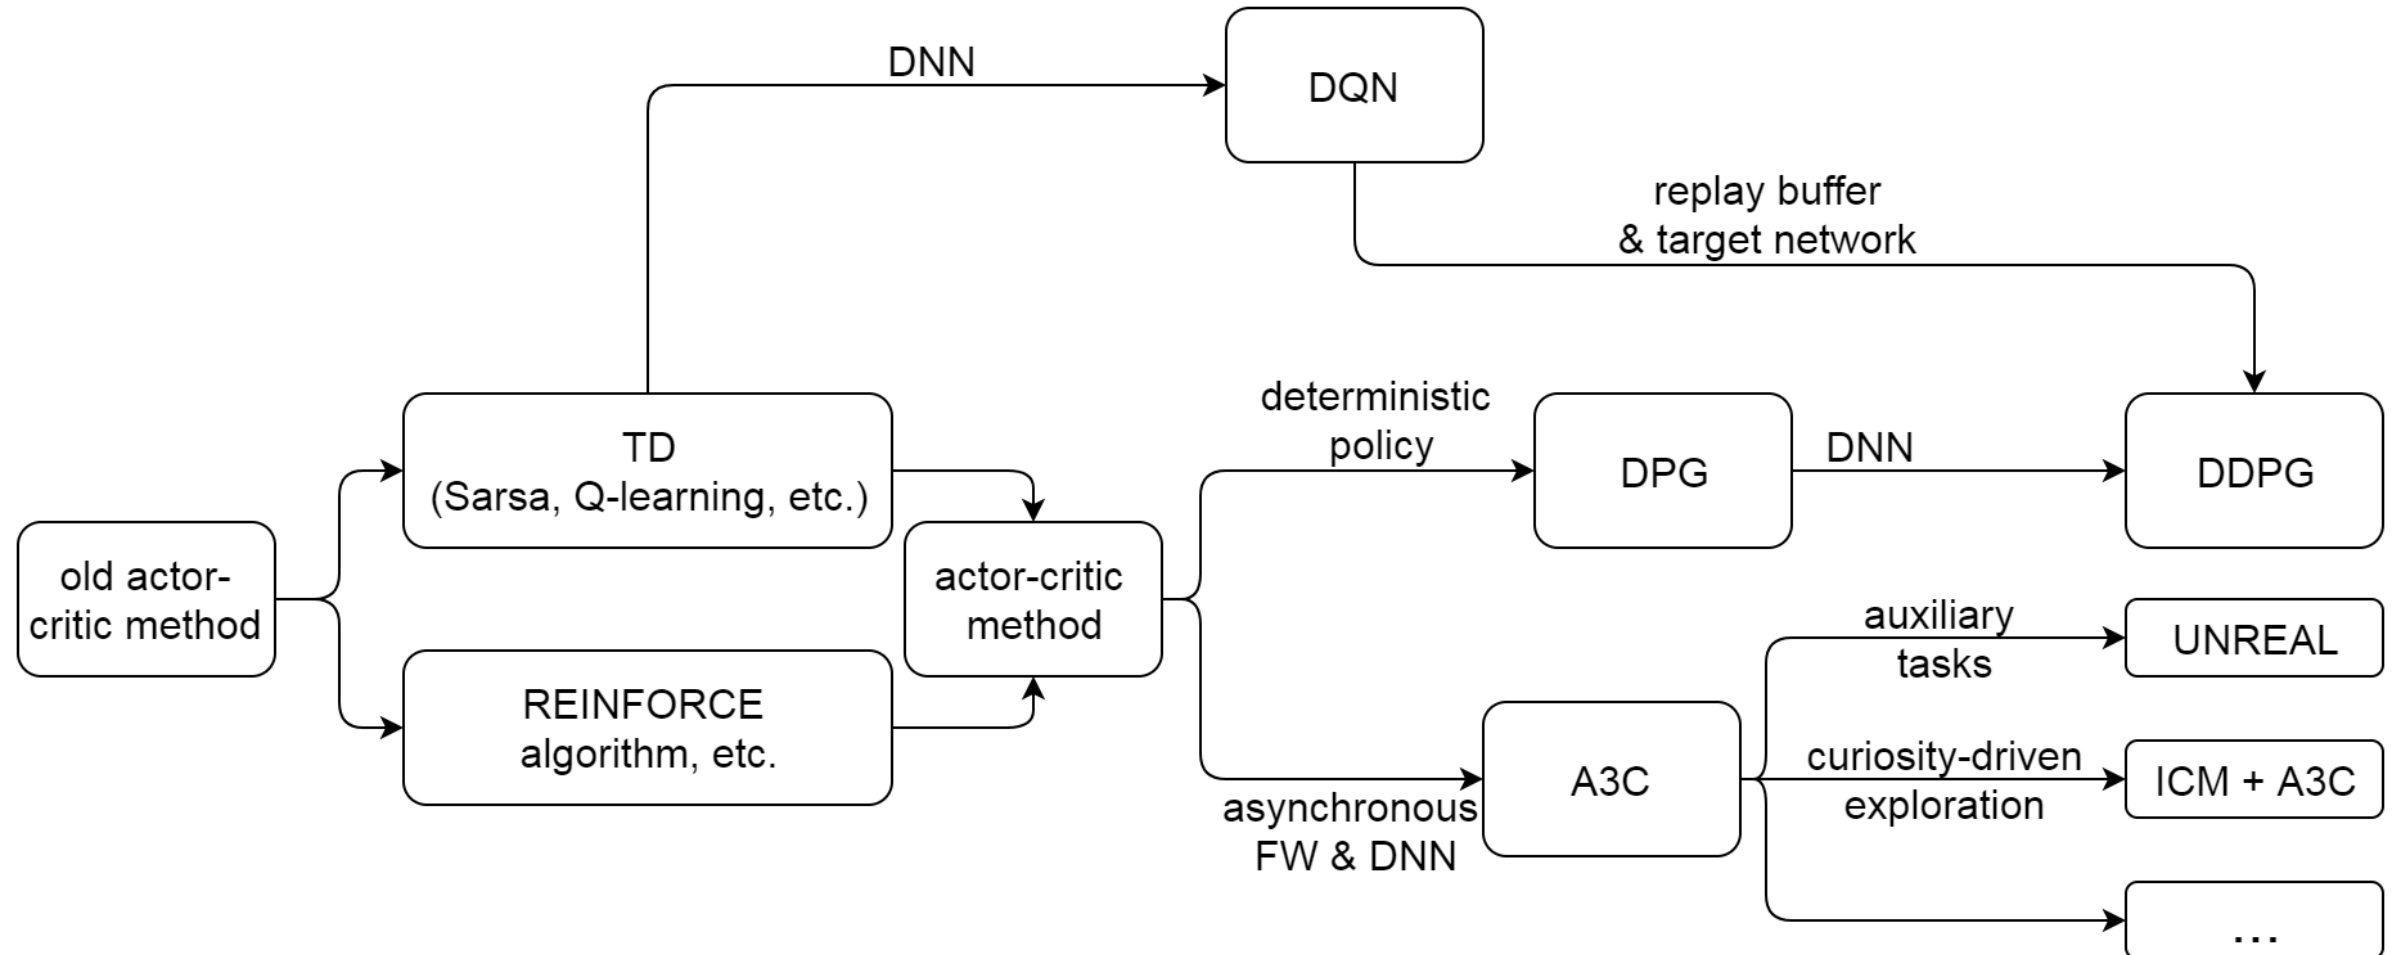 DNN
DQN
replay buffer
& target network
TD
(Sarsa, Q-learning, etc.)
old actor-
critic method
REINFORCE
algorithm, etc.
actor-critic
method
deterministic
policy
DPG
DNN
DDPG
asynchronous
FW & DNN
A3C
auxiliary
tasks
UNREAL
curiosity-driven
exploration
ICM + A3C
...